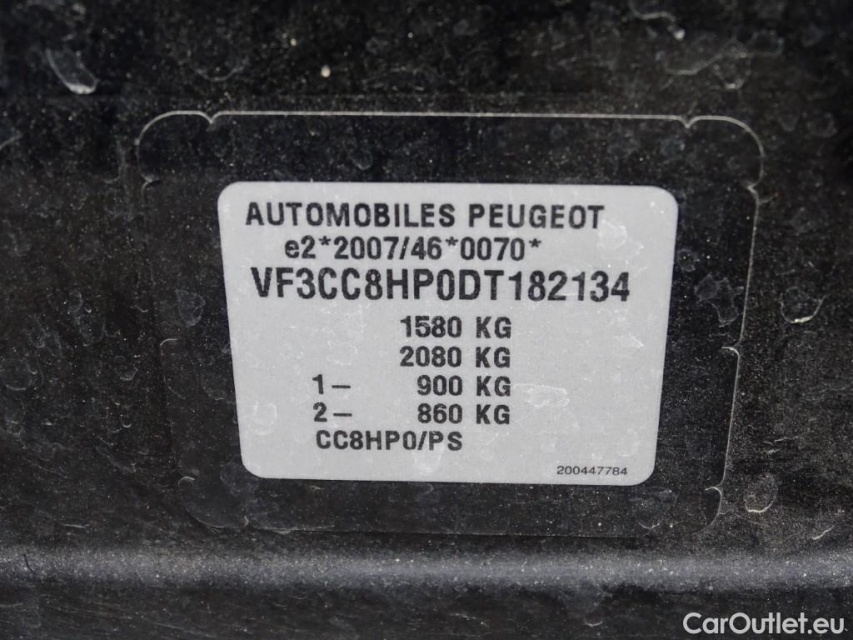 AUTOMOBILES PEUGEOT
e2*2007/46*0070*
VF3CC8HP0DT182134
1580 KG
2080 KG
1– 900 KG
2– 860 KG
CC8HP0/PS
200447784
CarOutlet.eu